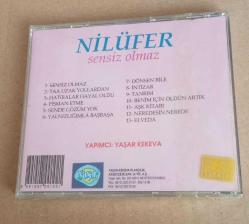 NİLÜFER
sensiz olmaz
1- SENSİZ OLMAZ
2- TAA UZAK YOLLARDAN
3- HATIRALAR HAYAL OLDU
4- PİŞMAN ETME
5- SENDE GÖZÜM YOK
6- YALNIZLIĞIMLA BAŞBAŞA
7- DÖNSEN BİLE
8- İNTİZAR
9- TANRIM
10- BENİM İÇİN ÖLDÜN ARTIK
11- AŞK KİTABI
12- NEREDESİN NEREDE
13- ELVEDA
YAPIMCI: YAŞAR KEKEVA